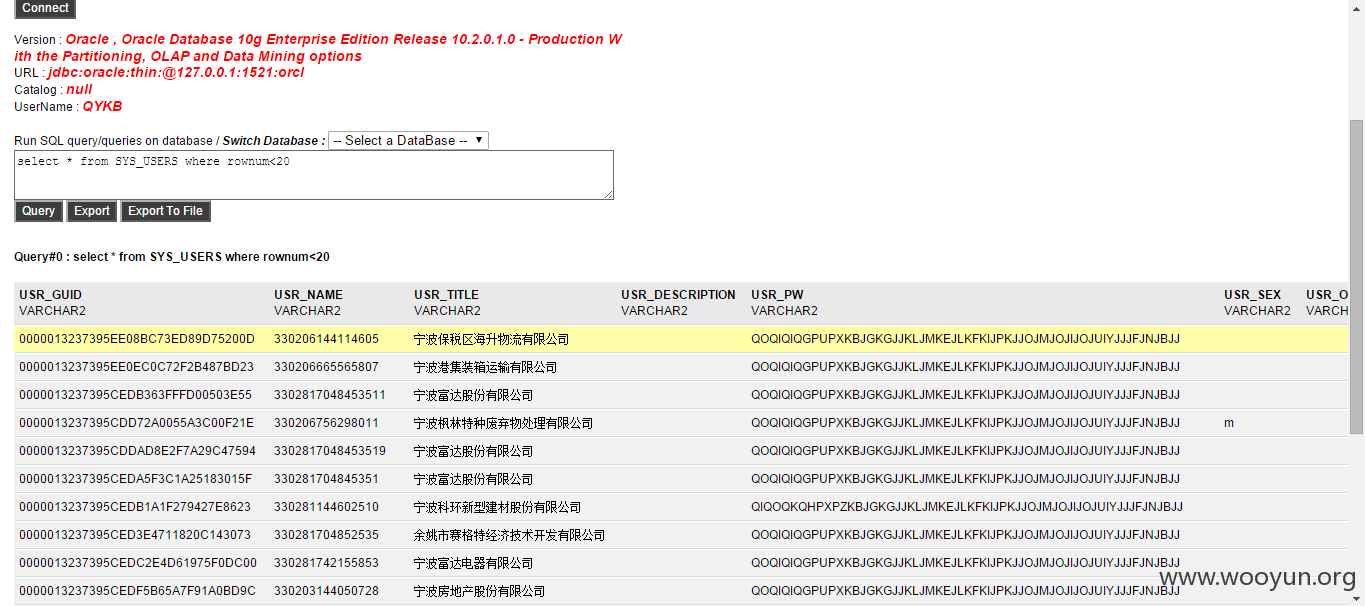 Connect
Version : Oracle , Oracle Database 10g Enterprise Edition Release 10.2.0.1.0 - Production W
ith the Partitioning, OLAP and Data Mining options
URL : jdbc:oracle:thin:@127.0.0.1:1521:orcl
Catalog : null
UserName : QYKB
Run SQL query/queries on database / Switch Database : -- Select a DataBase --
select * from SYS_USERS where rownum<20
Query Export Export To File
Query#0 : select * from SYS_USERS where rownum<20
USR_GUID USR_NAME USR_TITLE USR_DESCRIPTION USR_PW USR_SEX USR_O
VARCHAR2 VARCHAR2 VARCHAR2 VARCHAR2 VARCHAR2 VARCHAR2 VARCH
0000013237395EE08BC73ED89D75200D 330206144114605 宁波保税区海升物流有限公司 QOQIQIQGPUPXKBJGKGJJKLJMKEJLKFKIJPKJJOJMJOJIJOJUIYJJJFJNJBJJ
0000013237395EE0EC0C72F2B487BD23 330206665565807 宁波港集装箱运输有限公司 QOQIQIQGPUPXKBJGKGJJKLJMKEJLKFKIJPKJJOJMJOJIJOJUIYJJJFJNJBJJ
0000013237395CEDB363FFFD00503E55 3302817048453511 宁波富达股份有限公司 QOQIQIQGPUPXKBJGKGJJKLJMKEJLKFKIJPKJJOJMJOJIJOJUIYJJJFJNJBJJ
0000013237395CDD72A0055A3C00F21E 330206756298011 宁波枫林特种废弃物处理有限公司 QOQIQIQGPUPXKBJGKGJJKLJMKEJLKFKIJPKJJOJMJOJIJOJUIYJJJFJNJBJJ m
0000013237395CDDAD8E2F7A29C47594 3302817048453519 宁波富达股份有限公司 QOQIQIQGPUPXKBJGKGJJKLJMKEJLKFKIJPKJJOJMJOJIJOJUIYJJJFJNJBJJ
0000013237395CEDA5F3C1A25183015F 330281704845351 宁波富达股份有限公司 QOQIQIQGPUPXKBJGKGJJKLJMKEJLKFKIJPKJJOJMJOJIJOJUIYJJJFJNJBJJ
0000013237395CEDB1A1F279427E8623 330281144602510 宁波科环新型建材股份有限公司 QIQOQKQHPXPZKBJGKGJJKLJMKEJLKFKIJPKJJOJMJOJIJOJUIYJJJFJNJBJJ
0000013237395CED3E4711820C143073 330281704852535 余姚市赛格特经济技术开发有限公司 QOQIQIQGPUPXKBJGKGJJKLJMKEJLKFKIJPKJJOJMJOJIJOJUIYJJJFJNJBJJ
0000013237395CEDC2E4D61975F0DC00 330281742155853 宁波富达电器有限公司 QOQIQIQGPUPXKBJGKGJJKLJMKEJLKFKIJPKJJOJMJOJIJOJUIYJJJFJNJBJJ
0000013237395CEDF5B65A7F91A0BD9C 330203144050728 宁波房地产股份有限公司 QOQIQIQGPUPXKBJGKGJJKLJMKEJLKFKIJPKJJOJMJOJIJOJUIYJJJFJNJBJJ
www.wooyun.org